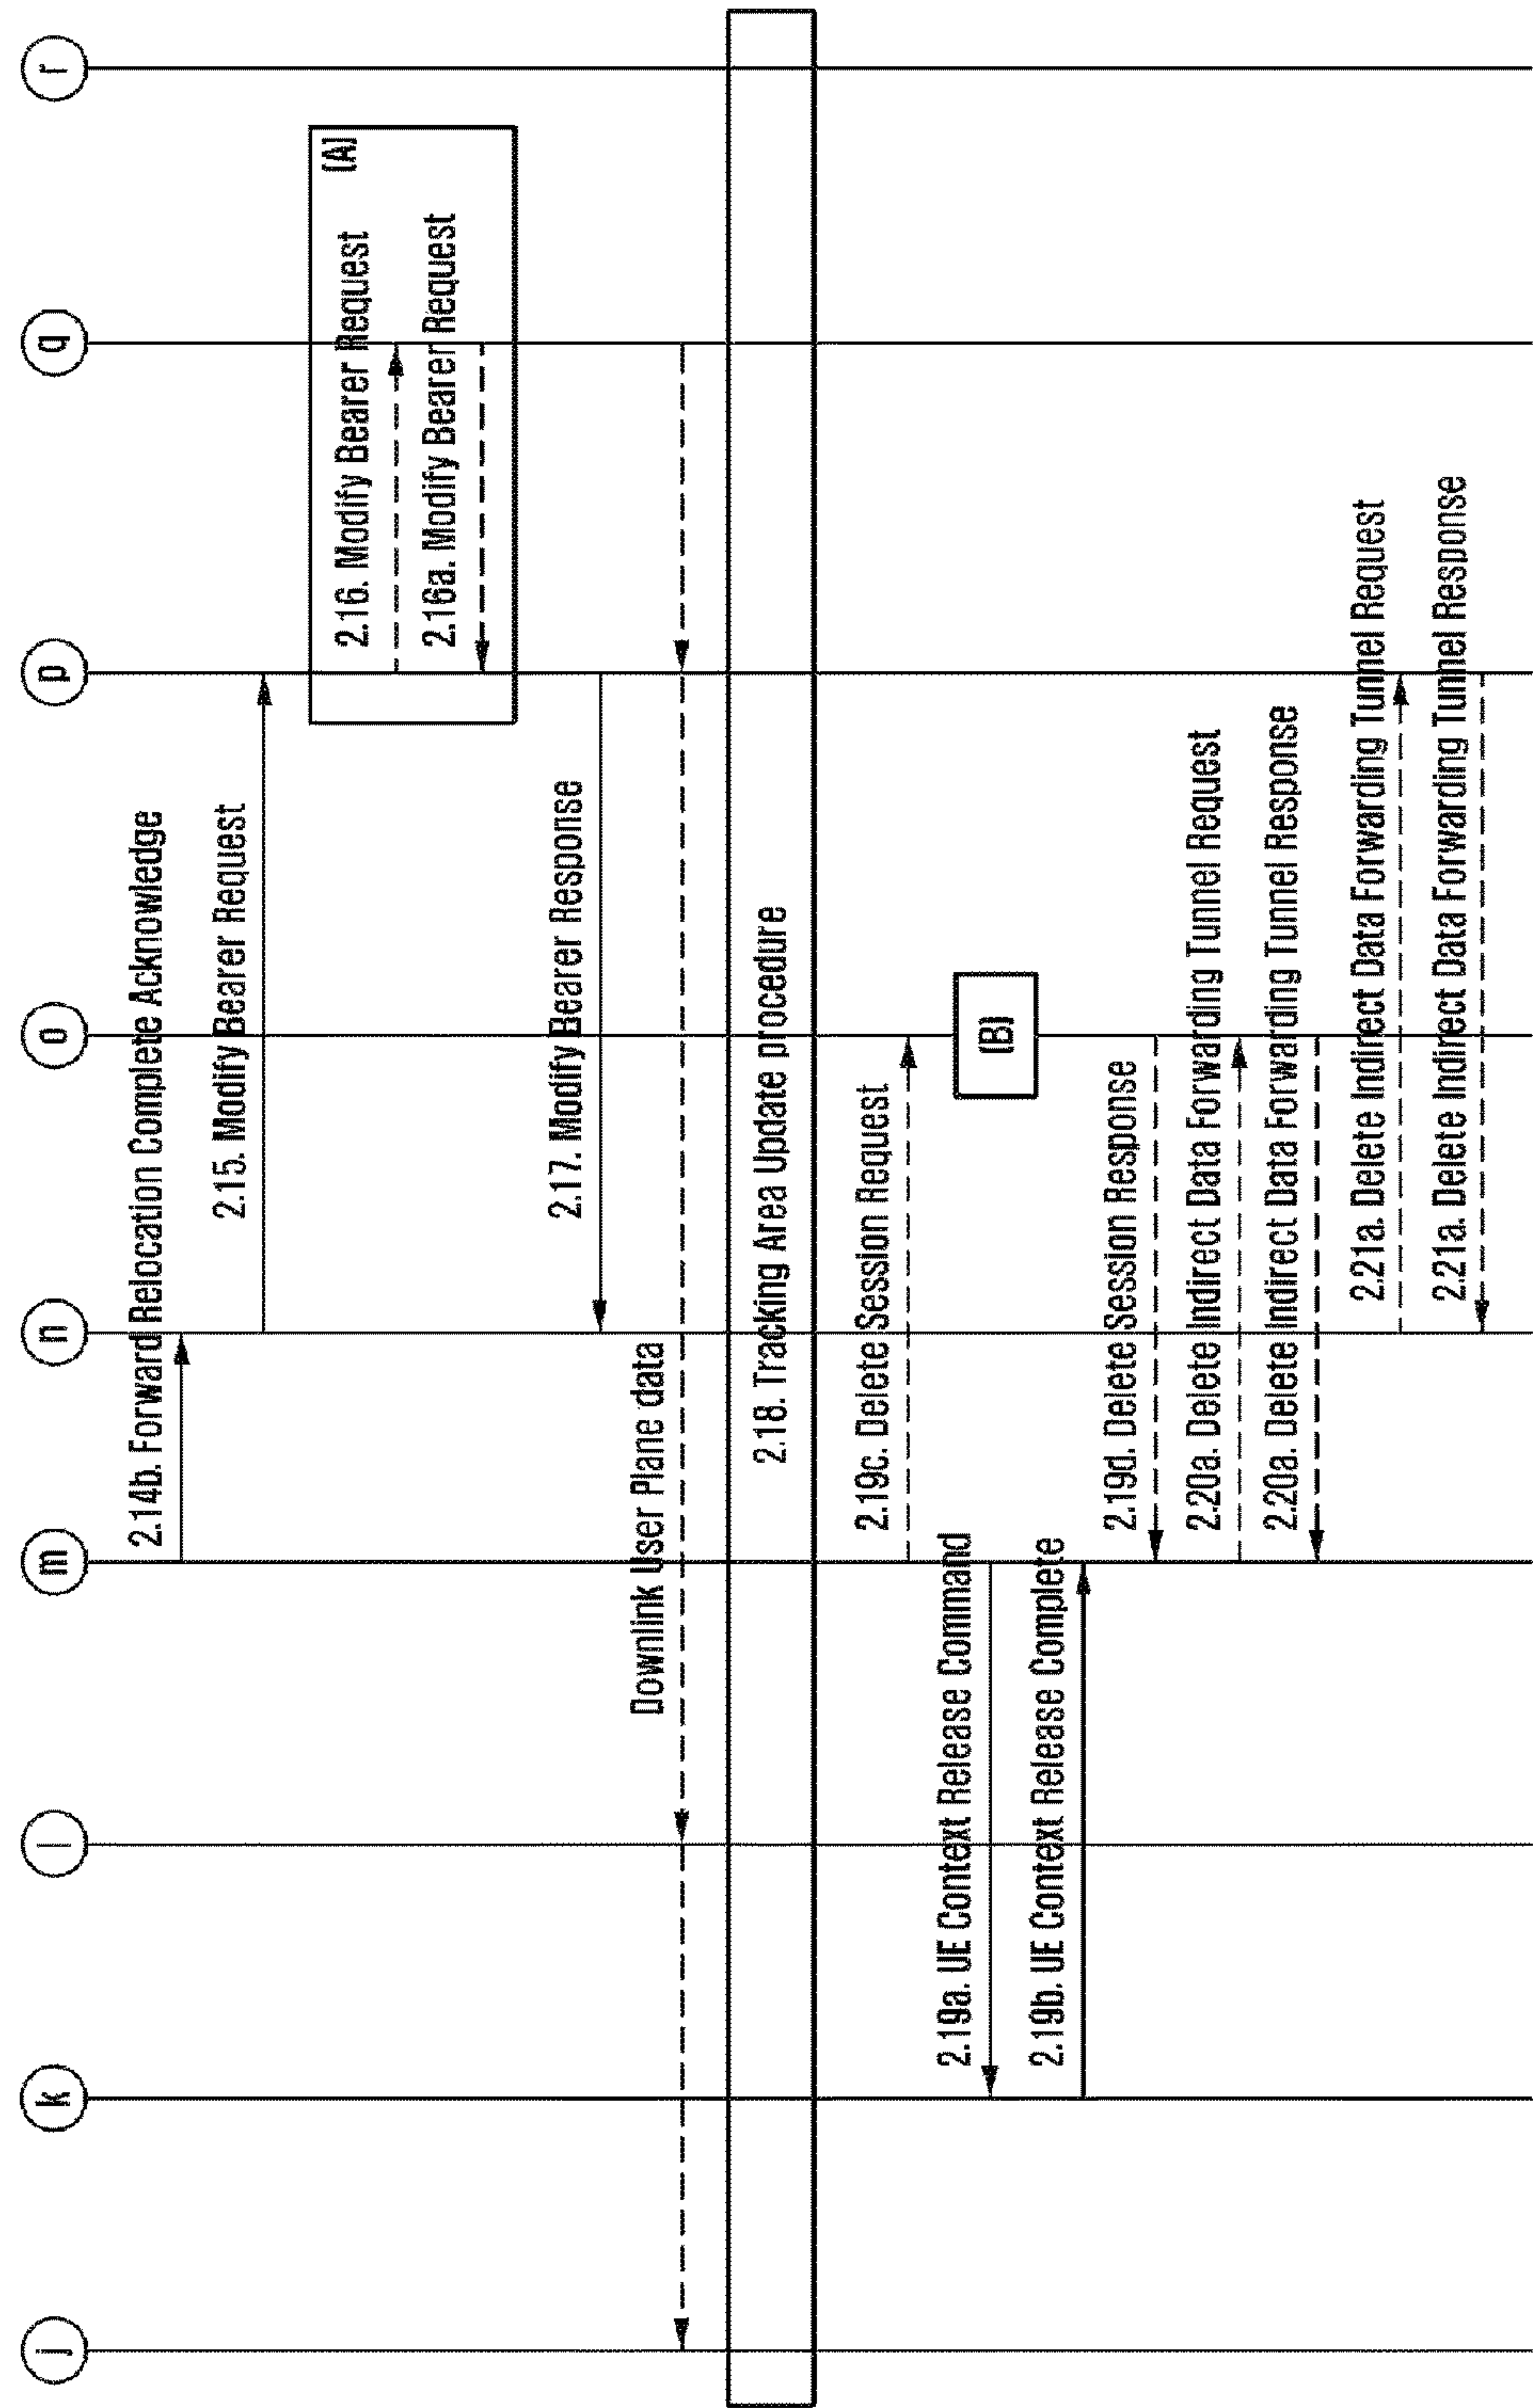 j
k
l
m
n
o
p
q
r
2.14b. Forward Relocation Complete Acknowledge
2.15. Modify Bearer Request
(A)
2.16. Modify Bearer Request
2.16a. Modify Bearer Request
2.17. Modify Bearer Response
Downlink User Plane data
2.18. Tracking Area Update procedure
2.19c. Delete Session Request
2.19a. UE Context Release Command
(B)
2.19b. UE Context Release Complete
2.19d. Delete Session Response
2.20a. Delete Indirect Data Forwarding Tunnel Request
2.20a. Delete Indirect Data Forwarding Tunnel Response
2.21a. Delete Indirect Data Forwarding Tunnel Request
2.21a. Delete Indirect Data Forwarding Tunnel Response